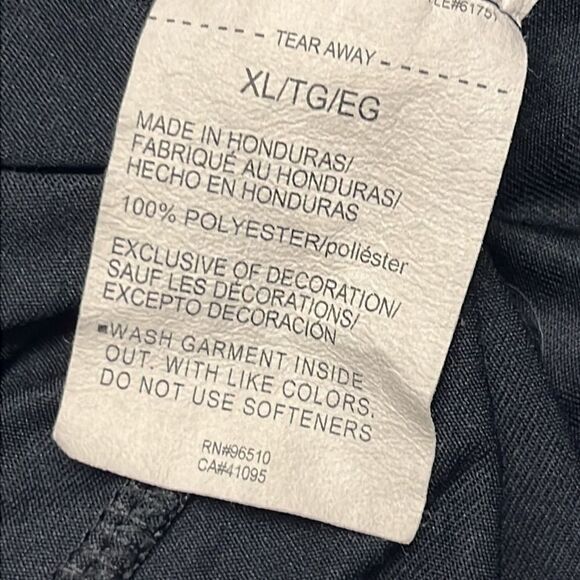 LE#6175)
TEAR AWAY
XL/TG/EG
MADE IN HONDURAS/
FABRIQUÉ AU HONDURAS/
HECHO EN HONDURAS
100% POLYESTER/poliéster
EXCLUSIVE OF DECORATION/
SAUF LES DÉCORATIONS/
EXCEPTO DECORACIÓN
▪WASH GARMENT INSIDE
OUT. WITH LIKE COLORS.
DO NOT USE SOFTENERS
RN#96510
CA#41095